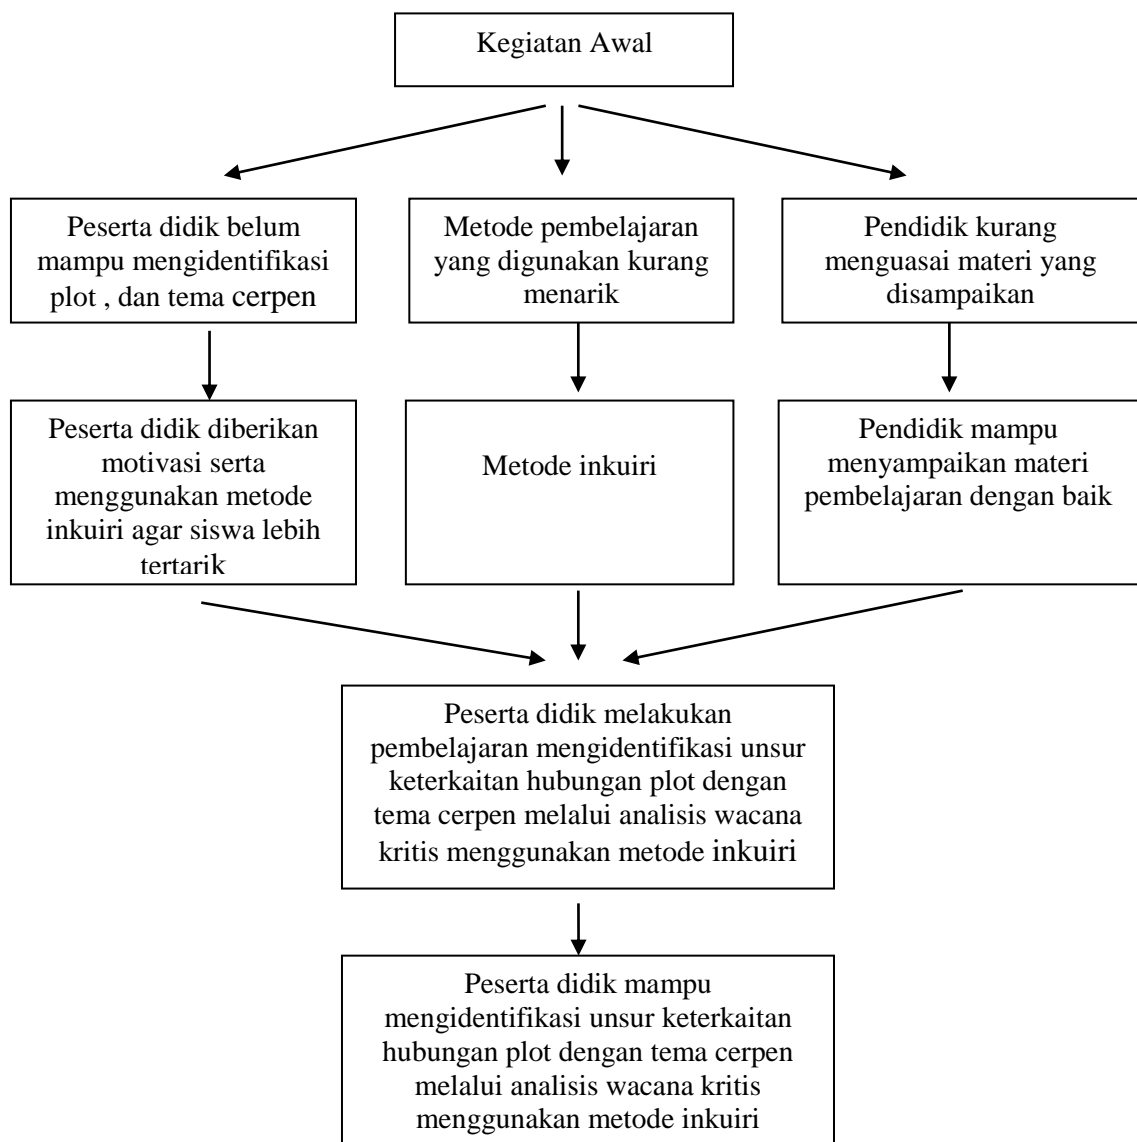 Kegiatan Awal
Peserta didik belum
mampu mengidentifikasi
plot , dan tema cerpen
Metode pembelajaran
yang digunakan kurang
menarik
Pendidik kurang
menguasai materi yang
disampaikan
Peserta didik diberikan
motivasi serta
menggunakan metode
inkuiri agar siswa lebih
tertarik
Metode inkuiri
Pendidik mampu
menyampaikan materi
pembelajaran dengan baik
Peserta didik melakukan
pembelajaran mengidentifikasi unsur
keterkaitan hubungan plot dengan
tema cerpen melalui analisis wacana
kritis menggunakan metode inkuiri
Peserta didik mampu
mengidentifikasi unsur keterkaitan
hubungan plot dengan tema cerpen
melalui analisis wacana kritis
menggunakan metode inkuiri